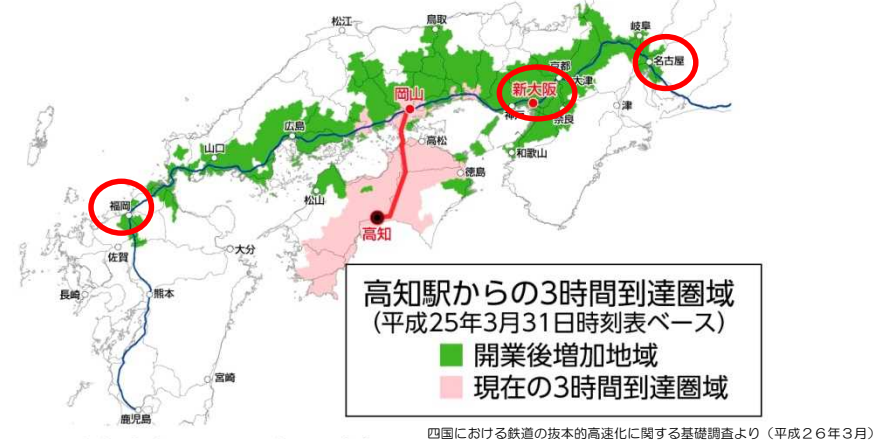 松江
鳥取
岐阜
名古屋
京都
大津
新大阪
岡山
神戸
奈良
津
広島
高松
和歌山
山口
徳島
松山
福岡
高知
大分
佐賀
長崎
熊本
宮崎
鹿児島
高知駅からの3時間到達圏域
(平成25年3月31日時刻表ベース)
開業後増加地域
現在の3時間到達圏域
四国における鉄道の抜本的高速化に関する基礎調査より（平成２６年３月）